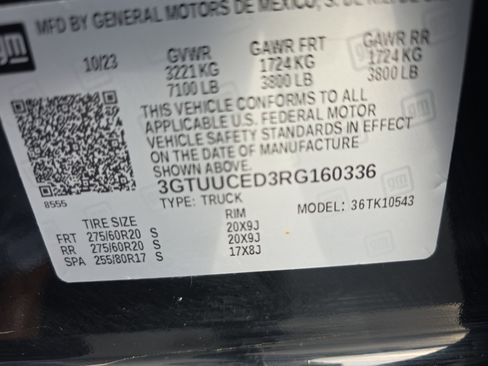 gm MFD BY GENERAL MOTORS DE MEXICO, S. DE
10/23 GVWR GAWR FRT GAWR RR
3221 KG 1724 KG 1724 KG
7100 LB 3800 LB 3800 LB
THIS VEHICLE CONFORMS TO ALL
APPLICABLE U.S. FEDERAL MOTOR
VEHICLE SAFETY STANDARDS IN EFFECT
ON THE DATE OF MANUFACTURE
SHOWN ABOVE.
8555 3GTUUCED3RG160336
TYPE: TRUCK MODEL: 36TK10543
TIRE SIZE RIM
FRT 275/60R20 S 20X9J
RR 275/60R20 S 20X9J
SPA 255/80R17 S 17X8J